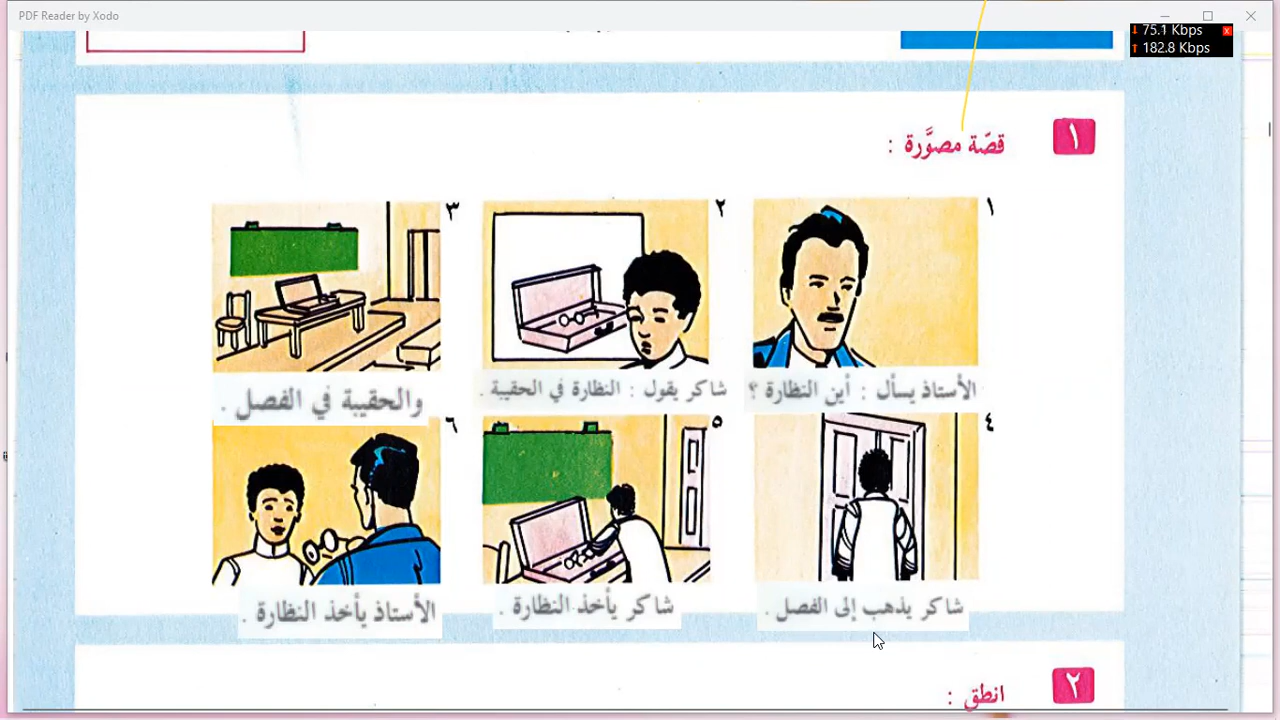 PDF Reader by Xodo
75.1 Kbps
182.8 Kbps
١
قصّة مصوَّرة :
١
٢
٣
الأستاذ يسأل : أين النظارة ؟
شاكر يقول : النظارة في الحقيبة .
والحقيبة في الفصل .
٤
٥
٦
شاكر يذهب إلى الفصل .
شاكر يأخذ النظارة .
الأستاذ يأخذ النظارة .
٢
انطق :